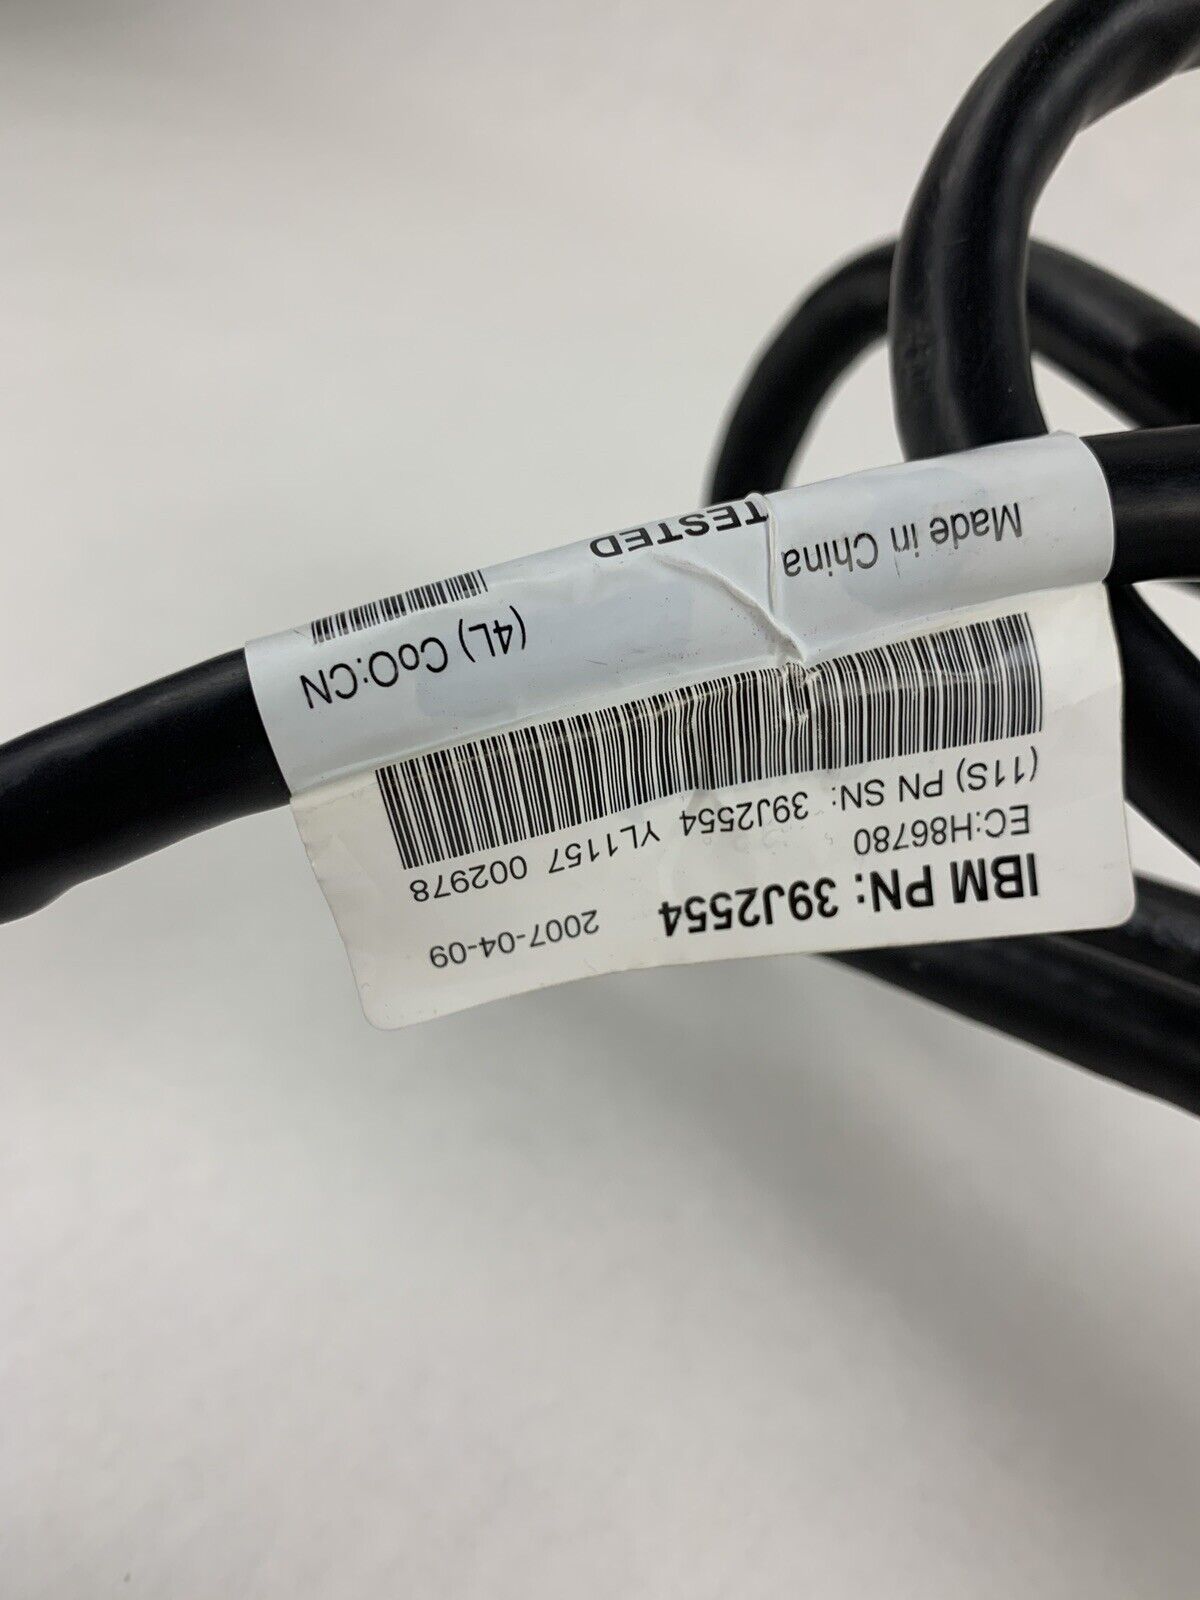 IBM PN: 39J2554 2007-04-09
EC:H86780
(11S) PN SN: 39J2554 YL1157 002978
(4L) CoO:CN
Made in China
TESTED